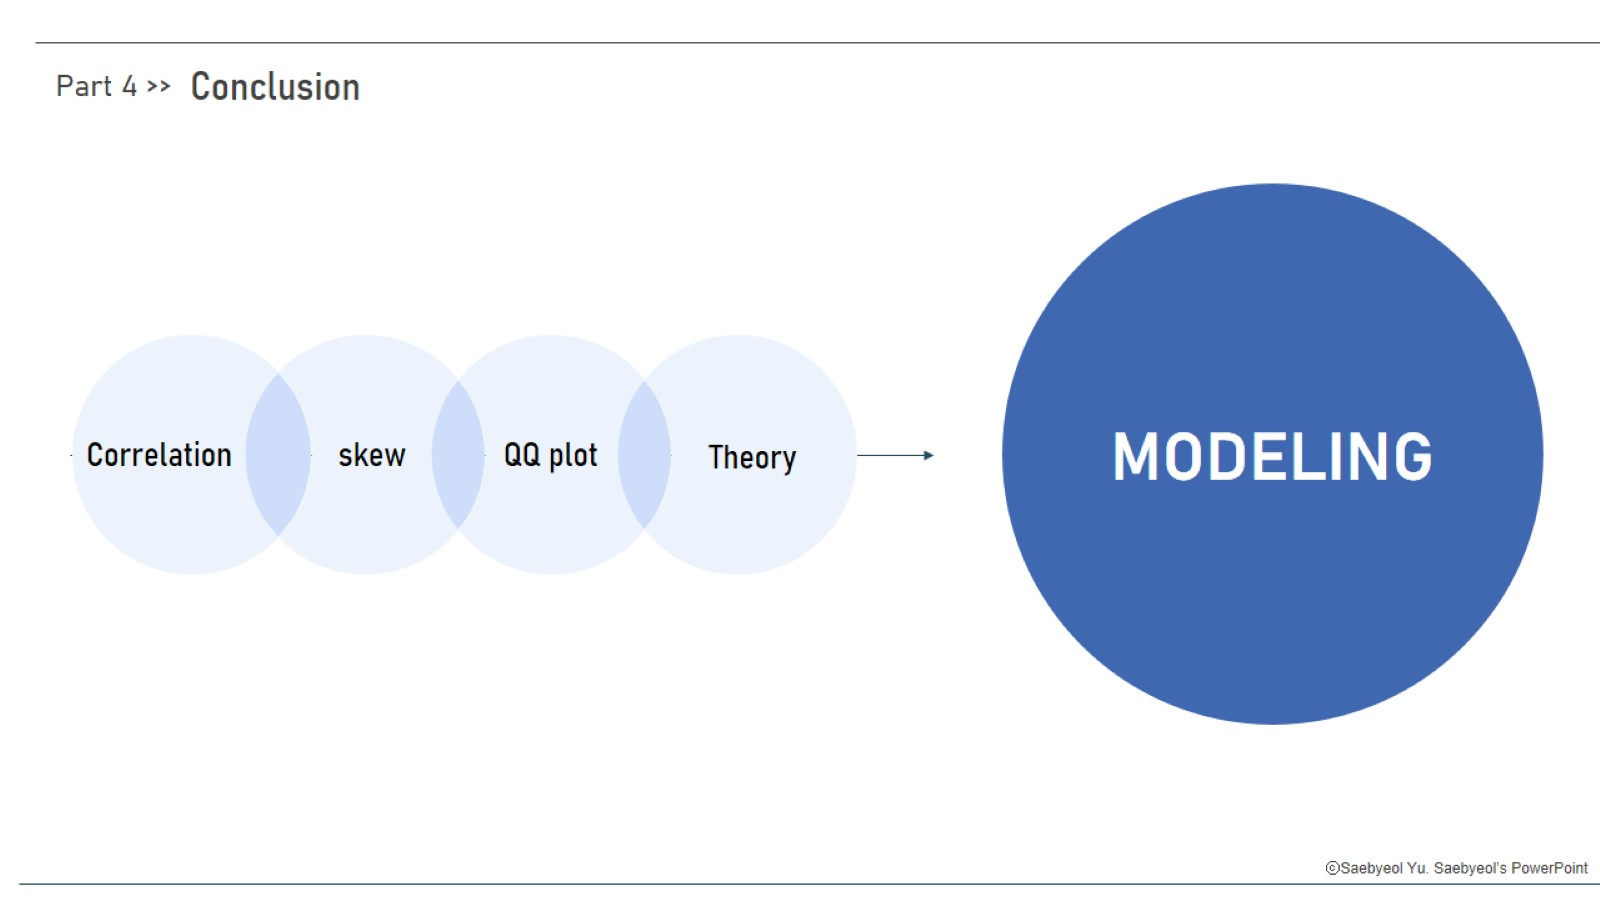 Part 4 >> Conclusion
Correlation
skew
QQ plot
Theory
MODELING
ⓒSaebyeol Yu. Saebyeol's PowerPoint